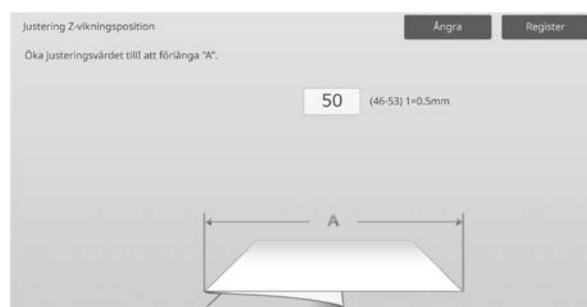 Justering Z-vikningsposition
Ångra
Register
Öka justeringsvärdet tilll att förlänga "A".
50
(46-53) 1=0.5mm
A